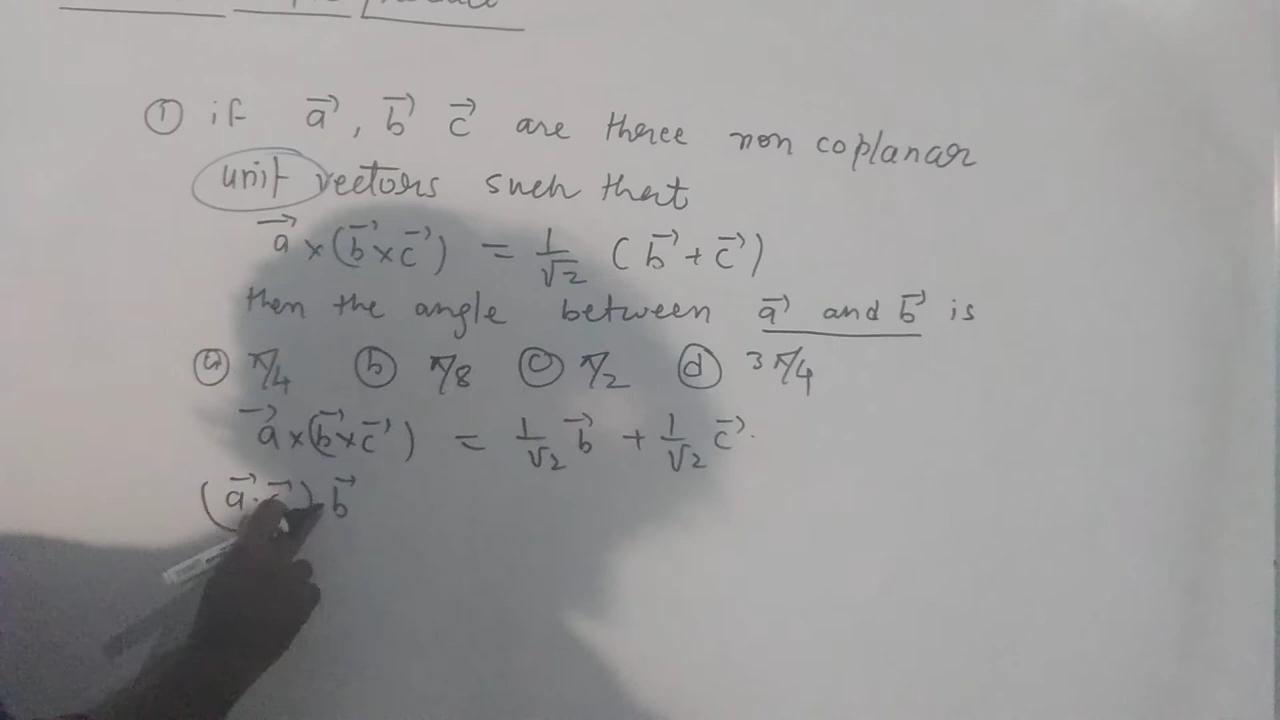 ① if a⃗, b⃗ c⃗ are three non coplanar
unit vectors such that
a⃗ × (b⃗ × c⃗) = 1/√2 (b⃗ + c⃗)
then the angle between a⃗ and b⃗ is
ⓐ π/4 ⓑ π/8 ⓒ π/2 ⓓ 3π/4
a⃗ × (b⃗ × c⃗) = 1/√2 b⃗ + 1/√2 c⃗.
(a⃗ · ) b⃗